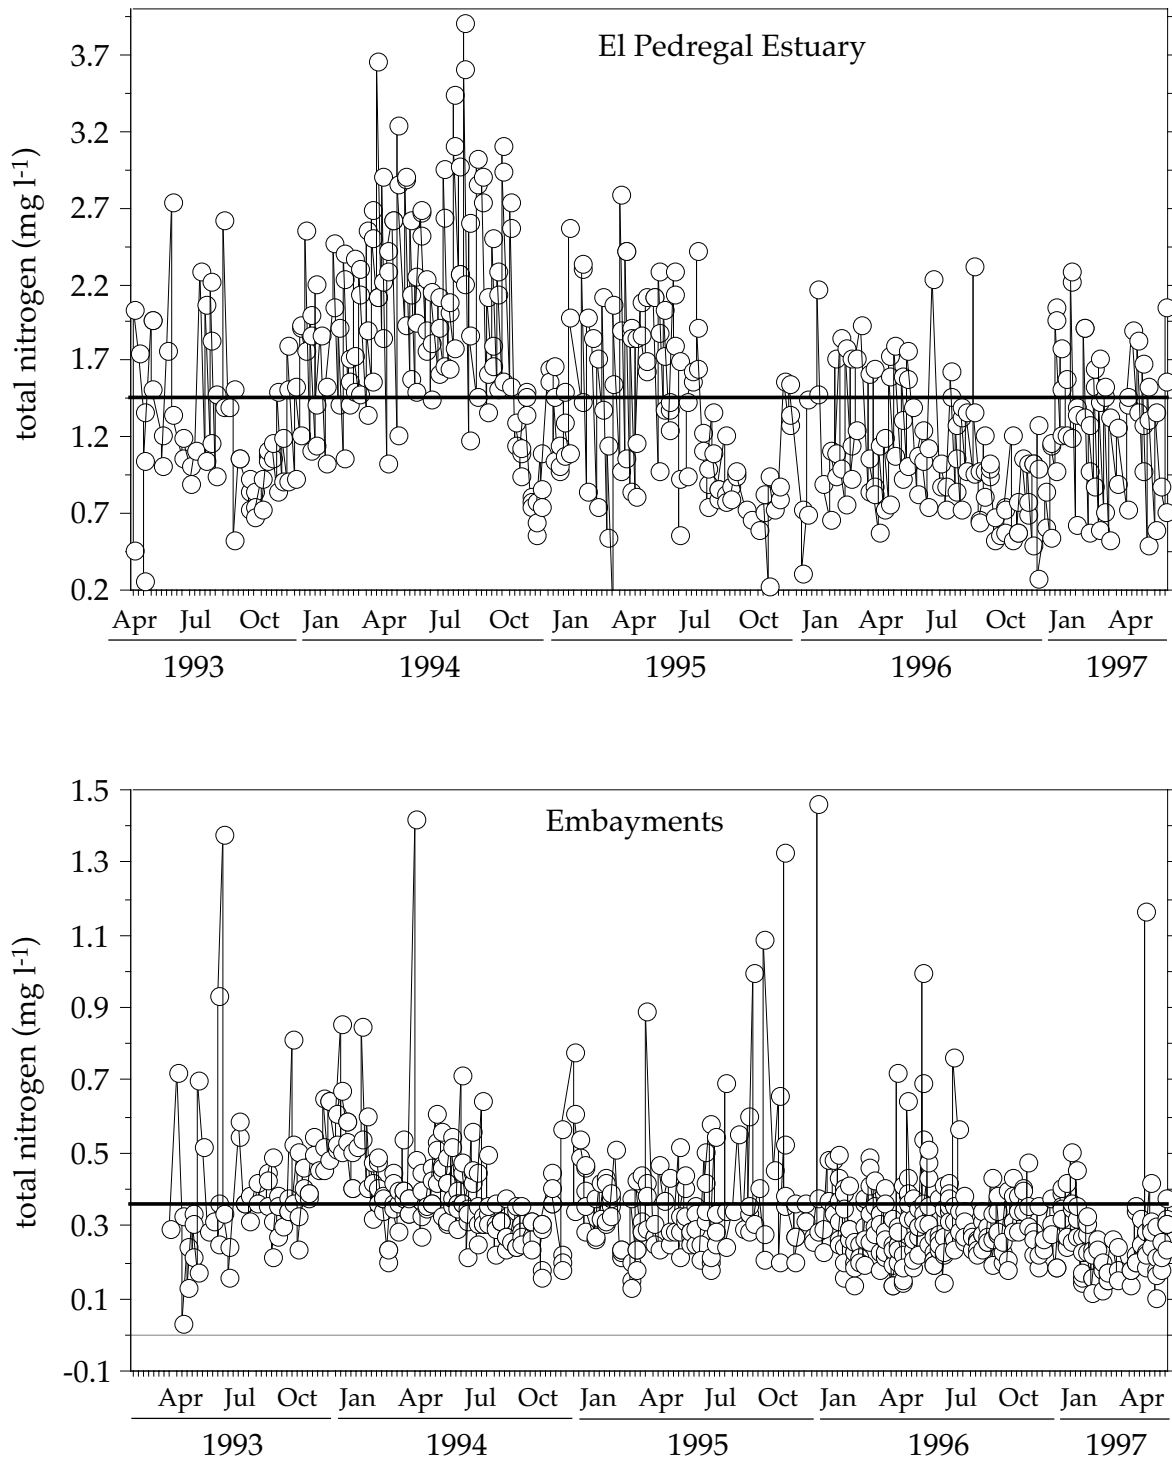 El Pedregal Estuary
total nitrogen (mg l-1)
3.7
3.2
2.7
2.2
1.7
1.2
0.7
0.2
Apr Jul Oct Jan Apr Jul Oct Jan Apr Jul Oct Jan Apr Jul Oct Jan Apr
1993 1994 1995 1996 1997
Embayments
total nitrogen (mg l-1)
1.5
1.3
1.1
0.9
0.7
0.5
0.3
0.1
-0.1
Apr Jul Oct Jan Apr Jul Oct Jan Apr Jul Oct Jan Apr Jul Oct Jan Apr
1993 1994 1995 1996 1997